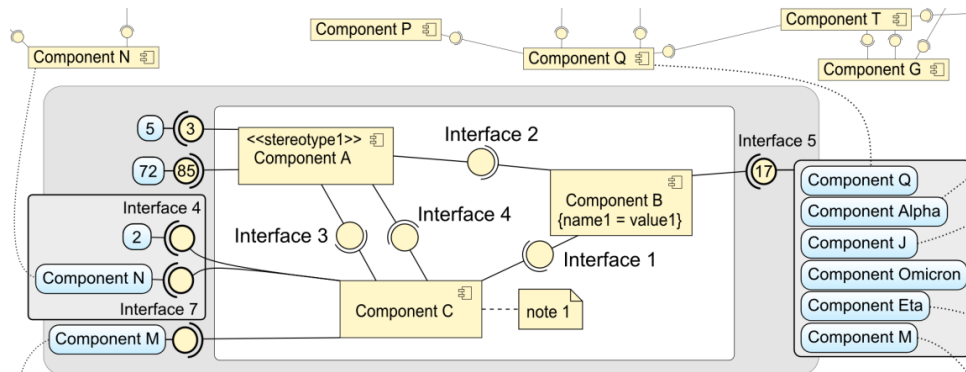 Component P
Component T
Component N
Component Q
Component G
5
3
<<stereotype1>>
Component A
Interface 2
Interface 5
72
85
17
Component B
{name1 = value1}
Component Q
Component Alpha
Component J
Component Omicron
Component Eta
Component M
Interface 4
2
Component N
Interface 7
Interface 3
Interface 4
Interface 1
Component C
note 1
Component M